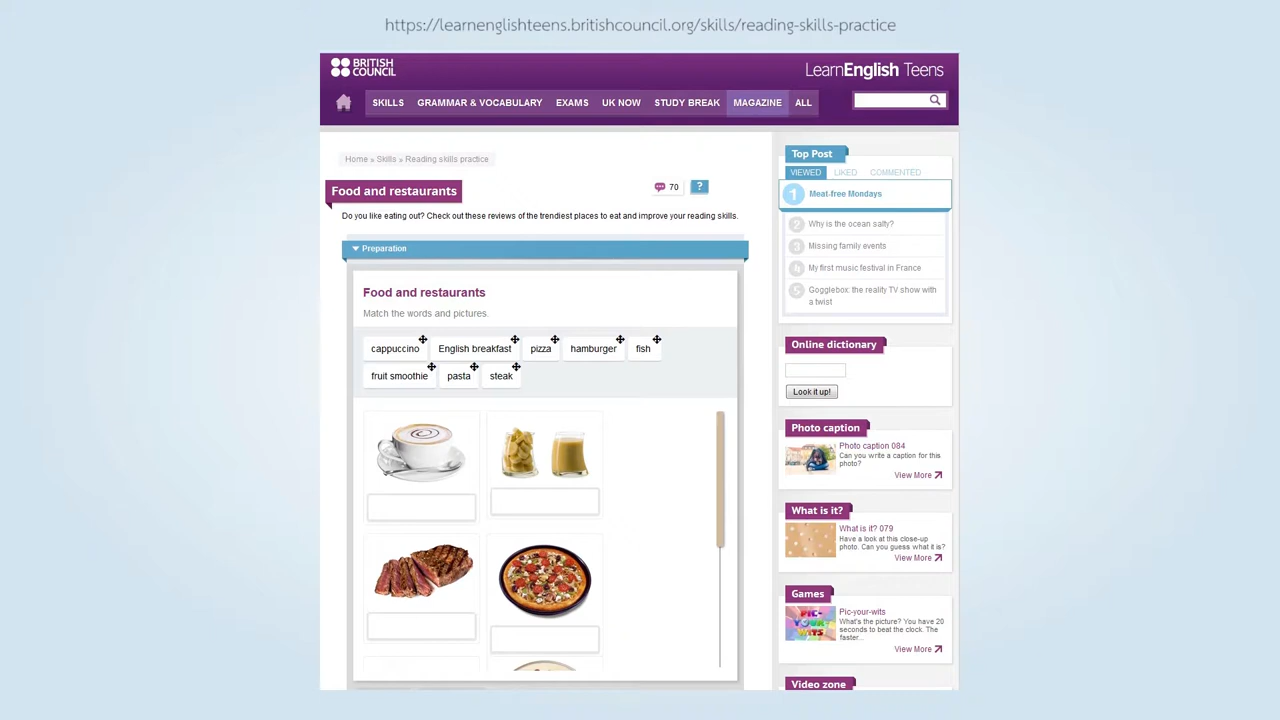 https://learnenglishteens.britishcouncil.org/skills/reading-skills-practice
BRITISH
COUNCIL
LearnEnglish Teens
SKILLS GRAMMAR & VOCABULARY EXAMS UK NOW STUDY BREAK MAGAZINE ALL
Home » Skills » Reading skills practice
Food and restaurants
70
?
Do you like eating out? Check out these reviews of the trendiest places to eat and improve your reading skills.
Preparation
Food and restaurants
Match the words and pictures.
cappuccino English breakfast pizza hamburger fish
fruit smoothie pasta steak
Top Post
VIEWED LIKED COMMENTED
1 Meat-free Mondays
2 Why is the ocean salty?
3 Missing family events
4 My first music festival in France
5 Gogglebox: the reality TV show with
a twist
Online dictionary
Look it up!
Photo caption
Photo caption 084
Can you write a caption for this
photo?
View More
What is it?
What is it? 079
Have a look at this close-up
photo. Can you guess what it is?
View More
Games
PIC-
YOUR
WITS
Pic-your-wits
What's the picture? You have 20
seconds to beat the clock. The
faster...
View More
Video zone